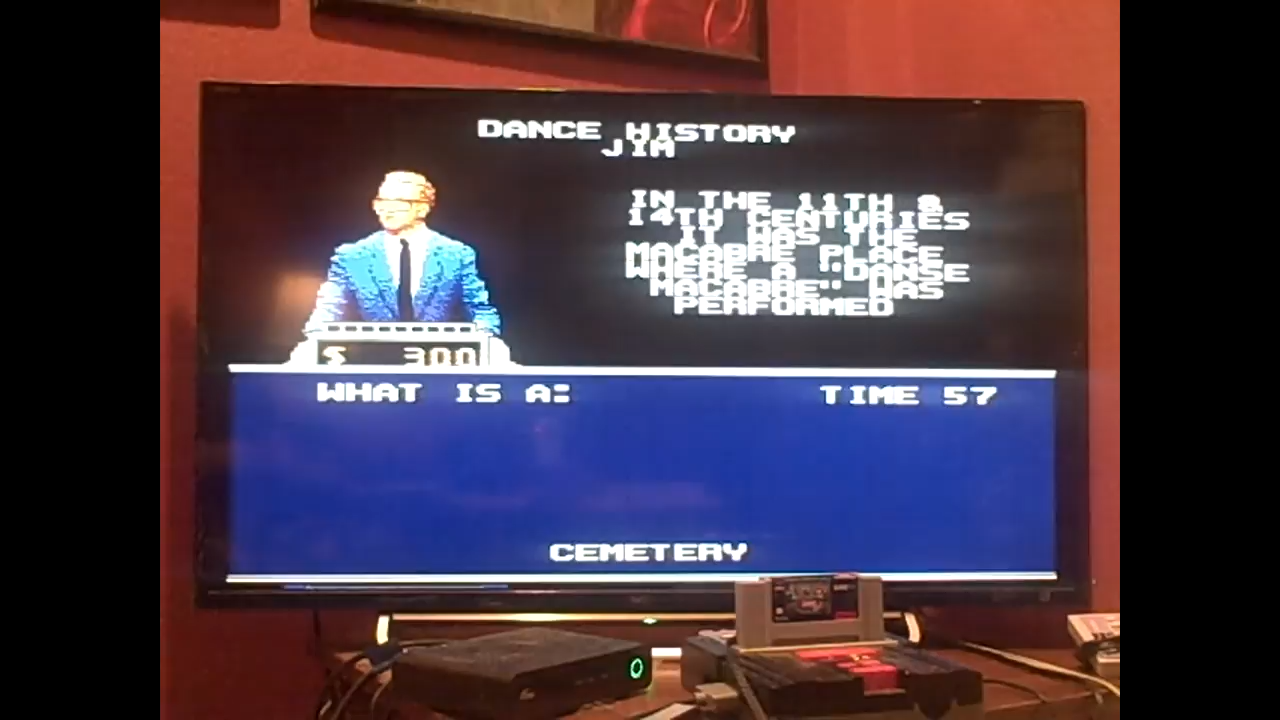 DANCE HISTORY
JIM
IN THE 11TH &
14TH CENTURIES
IT WAS THE
MACABRE PLACE
WHERE A "DANSE
MACABRE" WAS
PERFORMED
$ 300
WHAT IS A:
TIME 57
CEMETERY